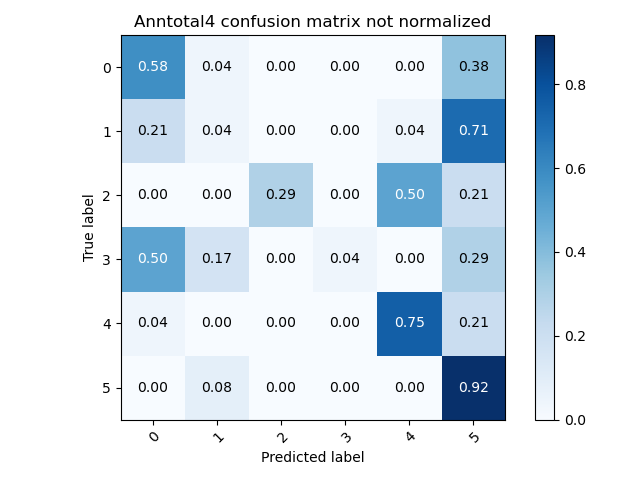 Anntotal4 confusion matrix not normalized
0 0.58 0.04 0.00 0.00 0.00 0.38
1 0.21 0.04 0.00 0.00 0.04 0.71
2 0.00 0.00 0.29 0.00 0.50 0.21
3 0.50 0.17 0.00 0.04 0.00 0.29
4 0.04 0.00 0.00 0.00 0.75 0.21
5 0.00 0.08 0.00 0.00 0.00 0.92
0 1 2 3 4 5
True label
Predicted label
0.8
0.6
0.4
0.2
0.0